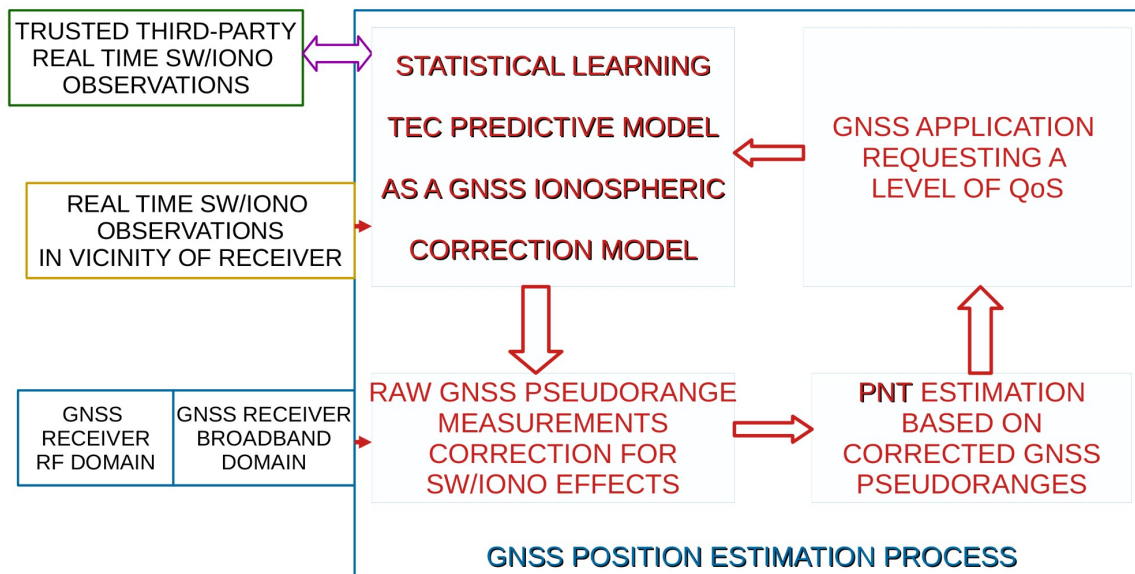 TRUSTED THIRD-PARTY
REAL TIME SW/IONO
OBSERVATIONS
STATISTICAL LEARNING
TEC PREDICTIVE MODEL
AS A GNSS IONOSPHERIC
CORRECTION MODEL
GNSS APPLICATION
REQUESTING A
LEVEL OF QoS
REAL TIME SW/IONO
OBSERVATIONS
IN VICINITY OF RECEIVER
GNSS
RECEIVER
RF DOMAIN
GNSS RECEIVER
BROADBAND
DOMAIN
RAW GNSS PSEUDORANGE
MEASUREMENTS
CORRECTION FOR
SW/IONO EFFECTS
PNT ESTIMATION
BASED ON
CORRECTED GNSS
PSEUDORANGES
GNSS POSITION ESTIMATION PROCESS